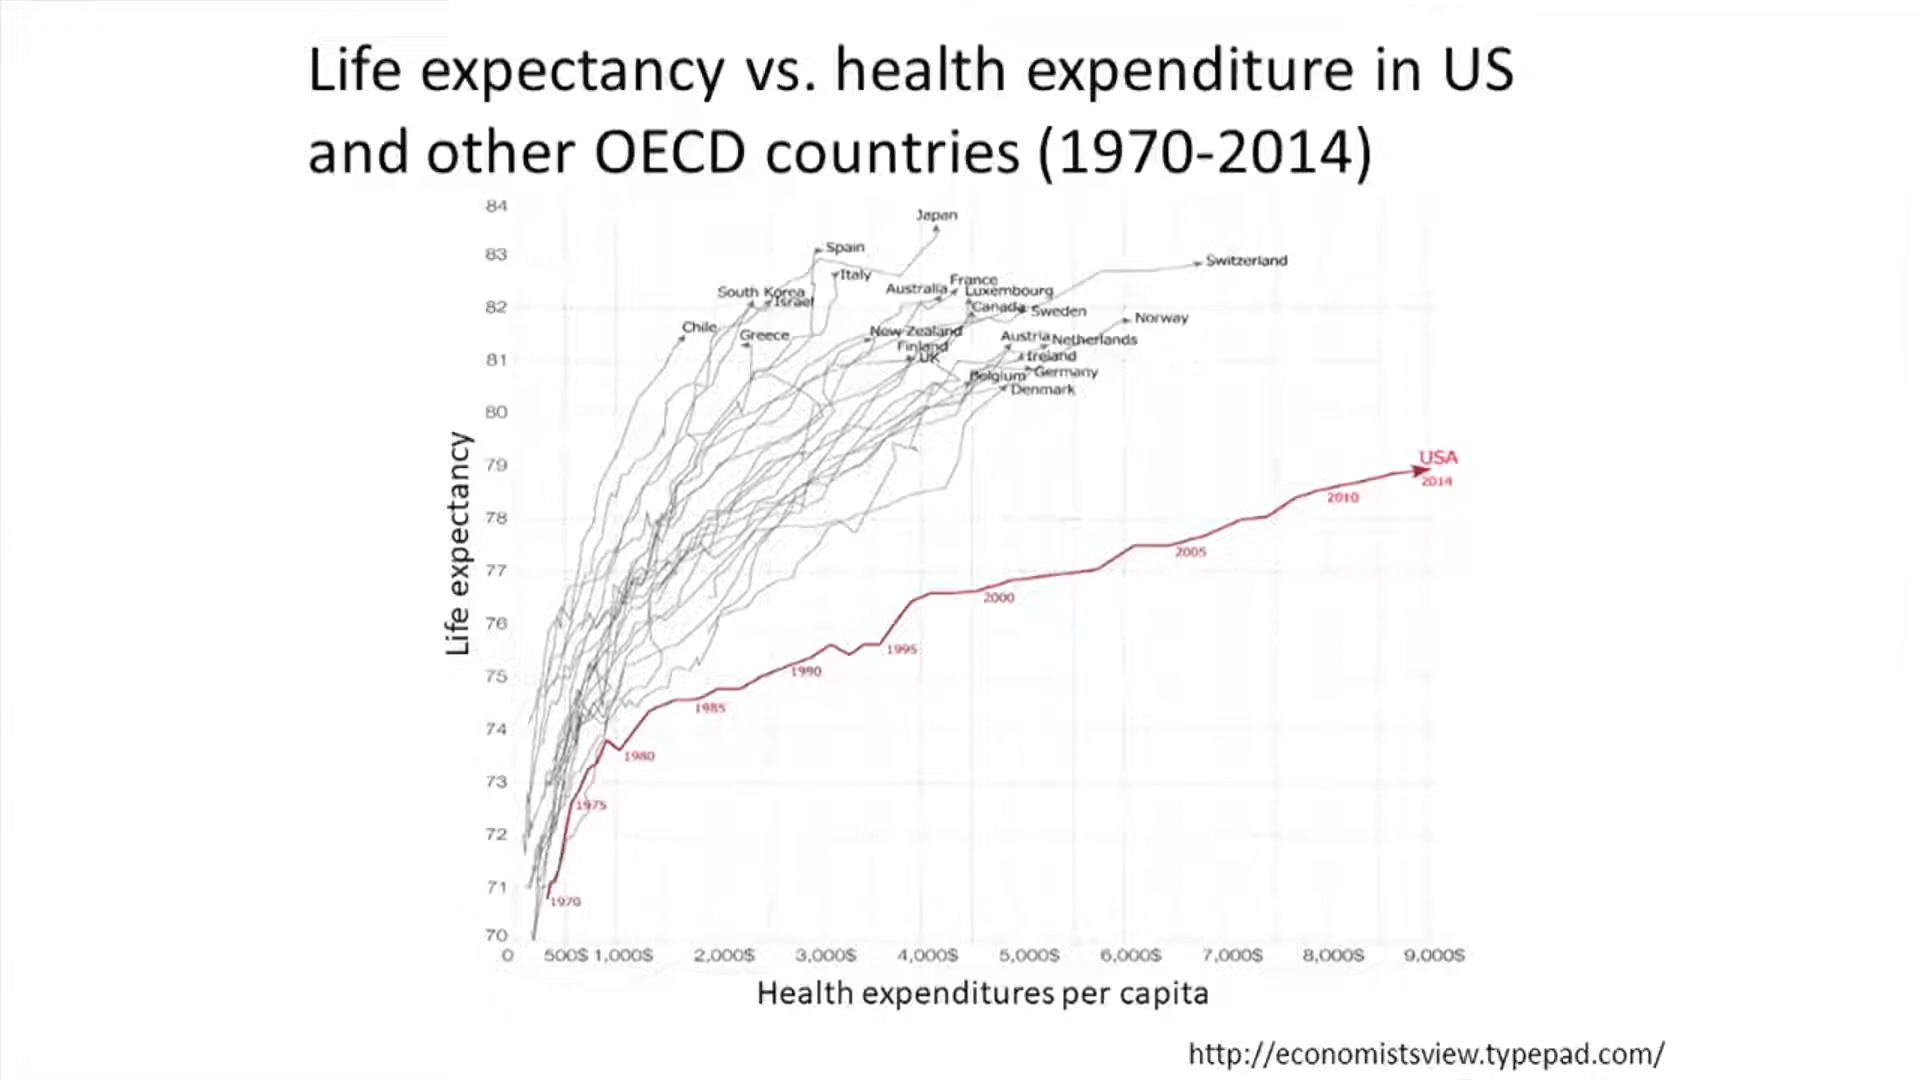 Life expectancy vs. health expenditure in US
and other OECD countries (1970-2014)
84
83
82
81
80
79
78
77
76
75
74
73
72
71
70
Life expectancy
Japan
Spain
Switzerland
Italy
France
Australia
Luxembourg
South Korea
Israel
Canada
Sweden
Norway
Chile
Greece
New Zealand
Austria
Netherlands
Finland
UK
Ireland
Belgium
Germany
Denmark
USA
2014
2010
2005
2000
1995
1990
1985
1980
1975
1970
0 500$ 1,000$ 2,000$ 3,000$ 4,000$ 5,000$ 6,000$ 7,000$ 8,000$ 9,000$
Health expenditures per capita
http://economistsview.typepad.com/